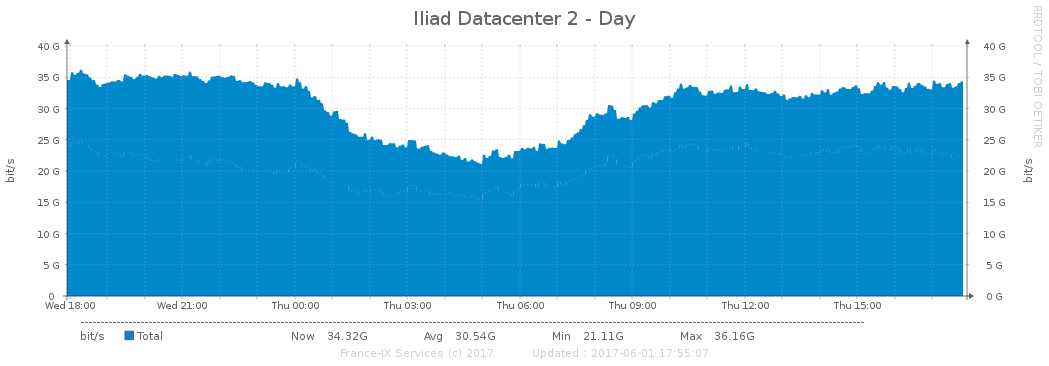 Iliad Datacenter 2 - Day
RRDTOOL / TOBI OETIKER
40 G 40 G
35 G 35 G
30 G 30 G
25 G 25 G
20 G 20 G
15 G 15 G
10 G 10 G
5 G 5 G
0 0 G
bit/s bit/s
Wed 18:00 Wed 21:00 Thu 00:00 Thu 03:00 Thu 06:00 Thu 09:00 Thu 12:00 Thu 15:00
bit/s Total Now 34.32G Avg 30.54G Min 21.11G Max 36.16G
France-IX Services (c) 2017 Updated : 2017-06-01 17:55:07